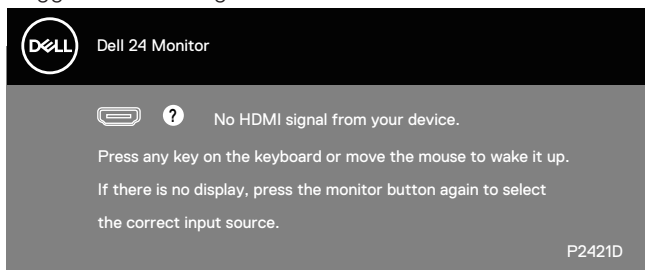 DELL
Dell 24 Monitor
? No HDMI signal from your device.
Press any key on the keyboard or move the mouse to wake it up.
If there is no display, press the monitor button again to select
the correct input source.
P2421D